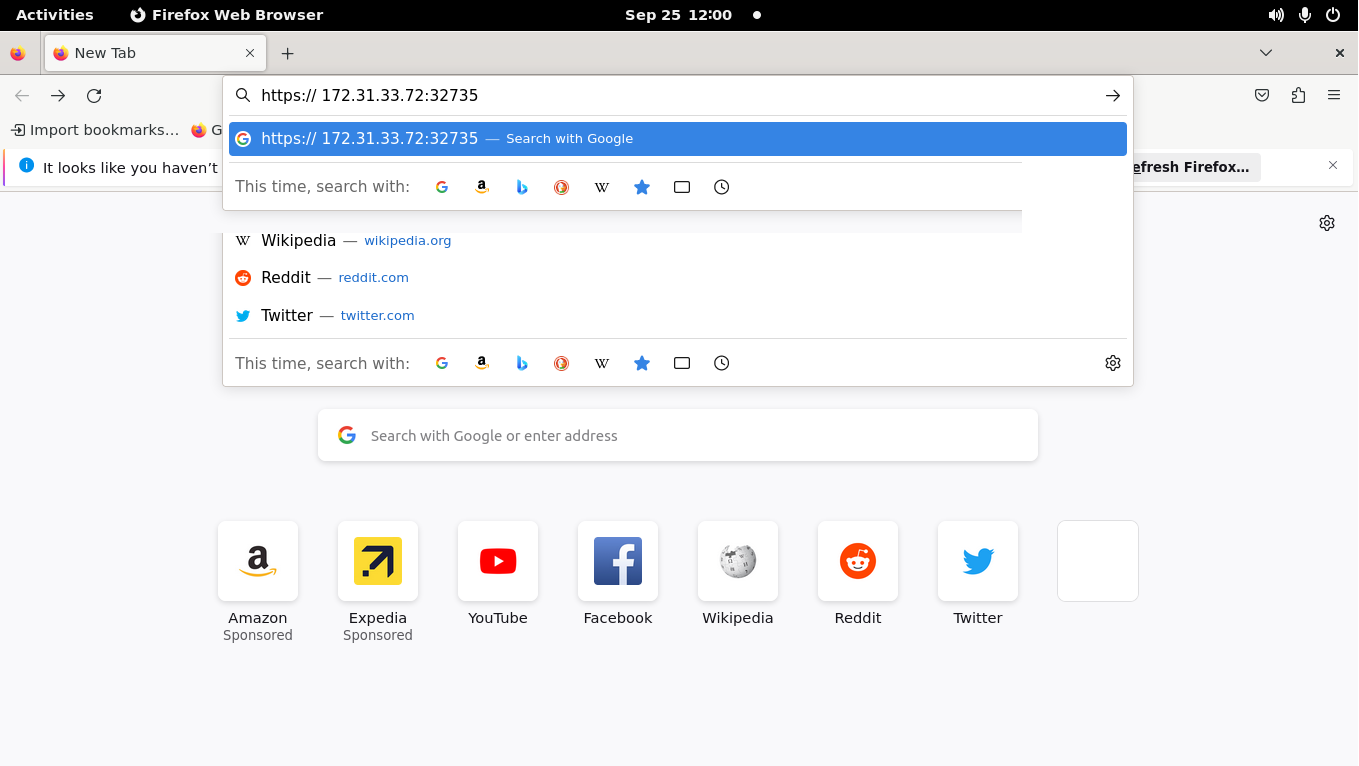 Activities Firefox Web Browser Sep 25 12:00
New Tab
https:// 172.31.33.72:32735
Import bookmarks… G
https:// 172.31.33.72:32735 — Search with Google
It looks like you haven’t efresh Firefox…
This time, search with:
Wikipedia — wikipedia.org
Reddit — reddit.com
Twitter — twitter.com
This time, search with:
Search with Google or enter address
Amazon
Sponsored
Expedia
Sponsored
YouTube
Facebook
Wikipedia
Reddit
Twitter